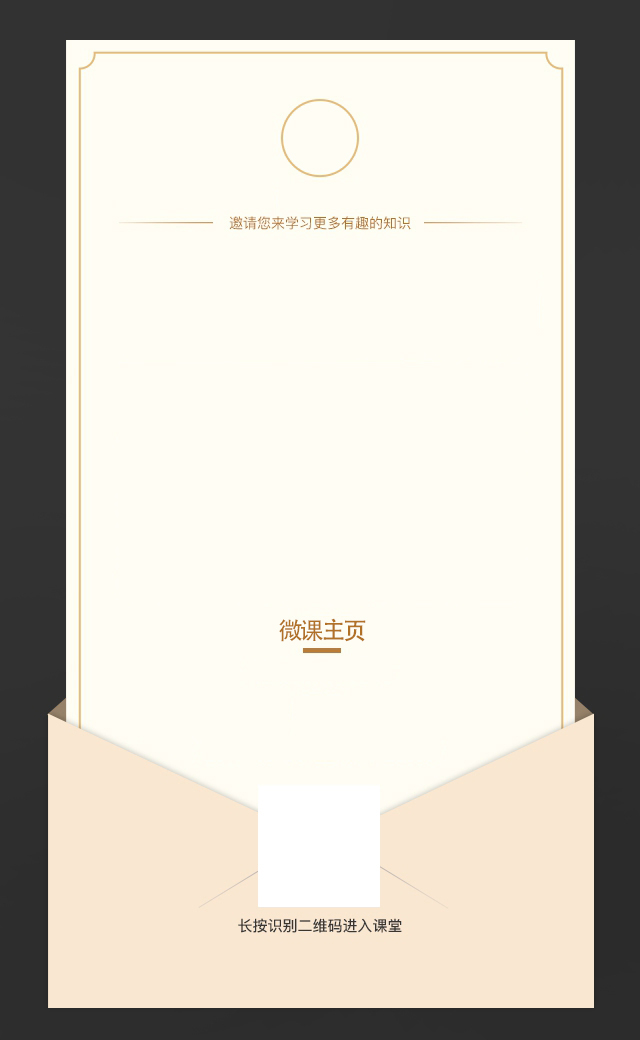 邀请您来学习更多有趣的知识
微课主页
长按识别二维码进入课堂